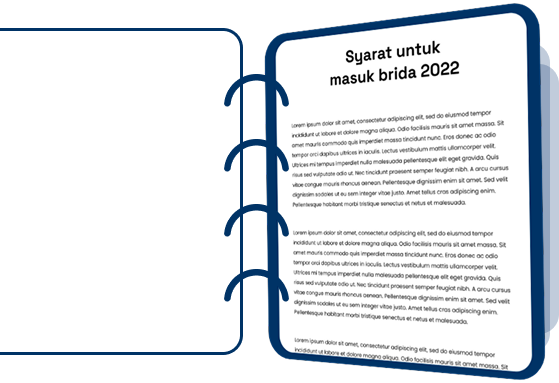 Syarat untuk
masuk brida 2022
Lorem ipsum dolor sit amet, consectetur adipiscing elit, sed do eiusmod tempor
incididunt ut labore et dolore magna aliqua. Odio facilisis mauris sit amet massa. Sit
amet mauris commodo quis imperdiet massa tincidunt nunc. Eros donec ac odio
tempor orci dapibus ultrices in iaculis. Lectus vestibulum mattis ullamcorper velit.
Ultrices mi tempus imperdiet nulla malesuada pellentesque elit eget gravida. Quis
risus sed vulputate odio ut. Nec tincidunt praesent semper feugiat nibh. A arcu cursus
vitae congue mauris rhoncus aenean. Pellentesque dignissim enim sit amet. Sed velit
dignissim sodales ut eu sem integer vitae justo. Amet tellus cras adipiscing enim.
Pellentesque habitant morbi tristique senectus et netus et malesuada.
Lorem ipsum dolor sit amet, consectetur adipiscing elit, sed do eiusmod tempor
incididunt ut labore et dolore magna aliqua. Odio facilisis mauris sit amet massa. Sit
amet mauris commodo quis imperdiet massa tincidunt nunc. Eros donec ac odio
tempor orci dapibus ultrices in iaculis. Lectus vestibulum mattis ullamcorper velit.
Ultrices mi tempus imperdiet nulla malesuada pellentesque elit eget gravida. Quis
risus sed vulputate odio ut. Nec tincidunt praesent semper feugiat nibh. A arcu cursus
vitae congue mauris rhoncus aenean. Pellentesque dignissim enim sit amet. Sed velit
dignissim sodales ut eu sem integer vitae justo. Amet tellus cras adipiscing enim.
Pellentesque habitant morbi tristique senectus et netus et malesuada.
Lorem ipsum dolor sit amet, consectetur adipiscing elit, sed do eiusmod tempor
incididunt ut labore et dolore magna aliqua. Odio facilisis mauris sit amet massa. Sit